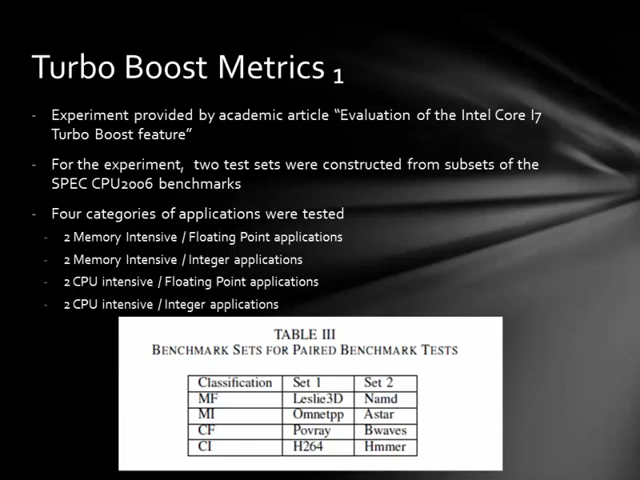 Turbo Boost Metrics 1
- Experiment provided by academic article “Evaluation of the Intel Core I7
Turbo Boost feature”
- For the experiment, two test sets were constructed from subsets of the
SPEC CPU2006 benchmarks
- Four categories of applications were tested
- 2 Memory Intensive / Floating Point applications
- 2 Memory Intensive / Integer applications
- 2 CPU intensive / Floating Point applications
- 2 CPU intensive / Integer applications
TABLE III
BENCHMARK SETS FOR PAIRED BENCHMARK TESTS
Classification Set 1 Set 2
MF Leslie3D Namd
MI Omnetpp Astar
CF Povray Bwaves
CI H264 Hmmer